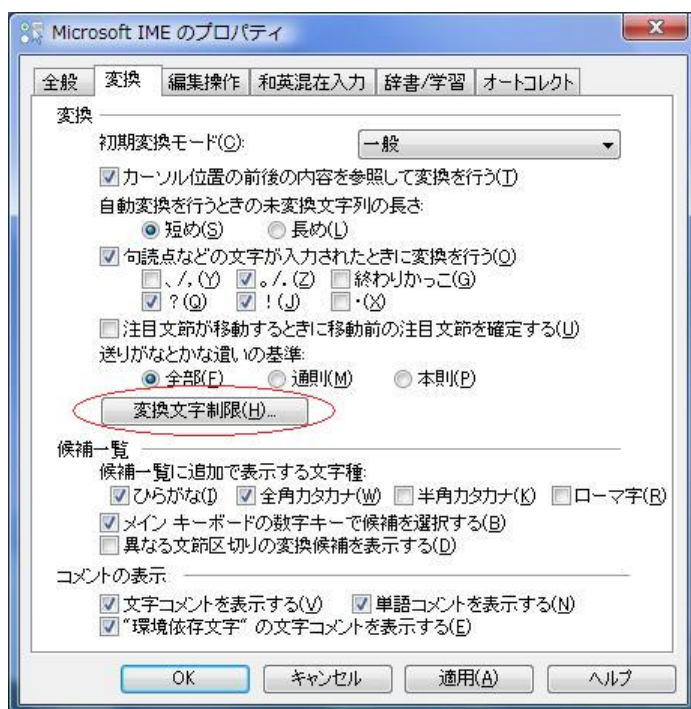 Microsoft IME のプロパティ
全般 変換 編集操作 和英混在入力 辞書/学習 オートコレクト
変換
初期変換モード(C): 一般
カーソル位置の前後の内容を参照して変換を行う(T)
自動変換を行うときの未変換文字列の長さ:
短め(S) 長め(L)
句読点などの文字が入力されたときに変換を行う(O)
、/,(Y) 。/.(Z) 終わりかっこ(G)
?(Q) !(J) ・(X)
注目文節が移動するときに移動前の注目文節を確定する(U)
送りがなとかな遣いの基準:
全部(F) 通則(M) 本則(P)
変換文字制限(H)...
候補一覧
候補一覧に追加で表示する文字種:
ひらがな(I) 全角カタカナ(W) 半角カタカナ(K) ローマ字(R)
メイン キーボードの数字キーで候補を選択する(B)
異なる文節区切りの変換候補を表示する(D)
コメントの表示
文字コメントを表示する(V) 単語コメントを表示する(N)
"環境依存文字" の文字コメントを表示する(E)
OK キャンセル 適用(A) ヘルプ